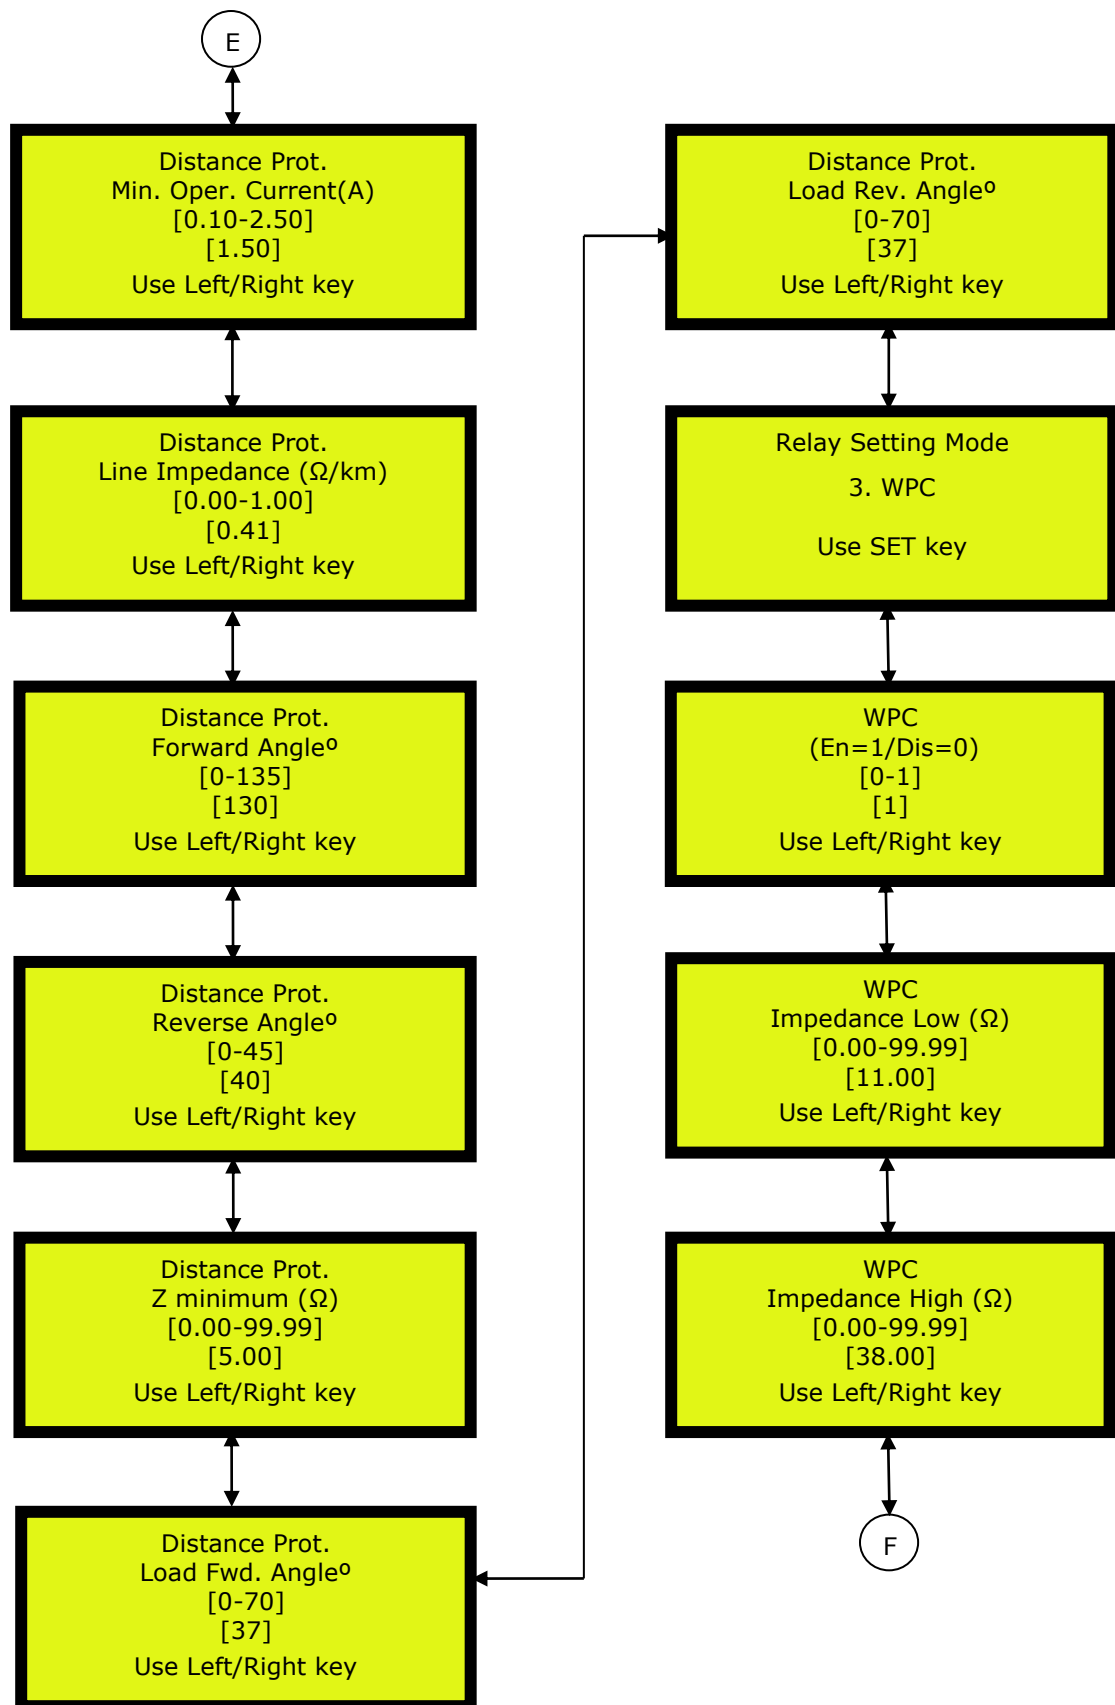 E
Distance Prot.
Min. Oper. Current(A)
[0.10-2.50]
[1.50]
Use Left/Right key
Distance Prot.
Line Impedance (Ω/km)
[0.00-1.00]
[0.41]
Use Left/Right key
Distance Prot.
Forward Angleº
[0-135]
[130]
Use Left/Right key
Distance Prot.
Reverse Angleº
[0-45]
[40]
Use Left/Right key
Distance Prot.
Z minimum (Ω)
[0.00-99.99]
[5.00]
Use Left/Right key
Distance Prot.
Load Fwd. Angleº
[0-70]
[37]
Use Left/Right key
Distance Prot.
Load Rev. Angleº
[0-70]
[37]
Use Left/Right key
Relay Setting Mode
3. WPC
Use SET key
WPC
(En=1/Dis=0)
[0-1]
[1]
Use Left/Right key
WPC
Impedance Low (Ω)
[0.00-99.99]
[11.00]
Use Left/Right key
WPC
Impedance High (Ω)
[0.00-99.99]
[38.00]
Use Left/Right key
F